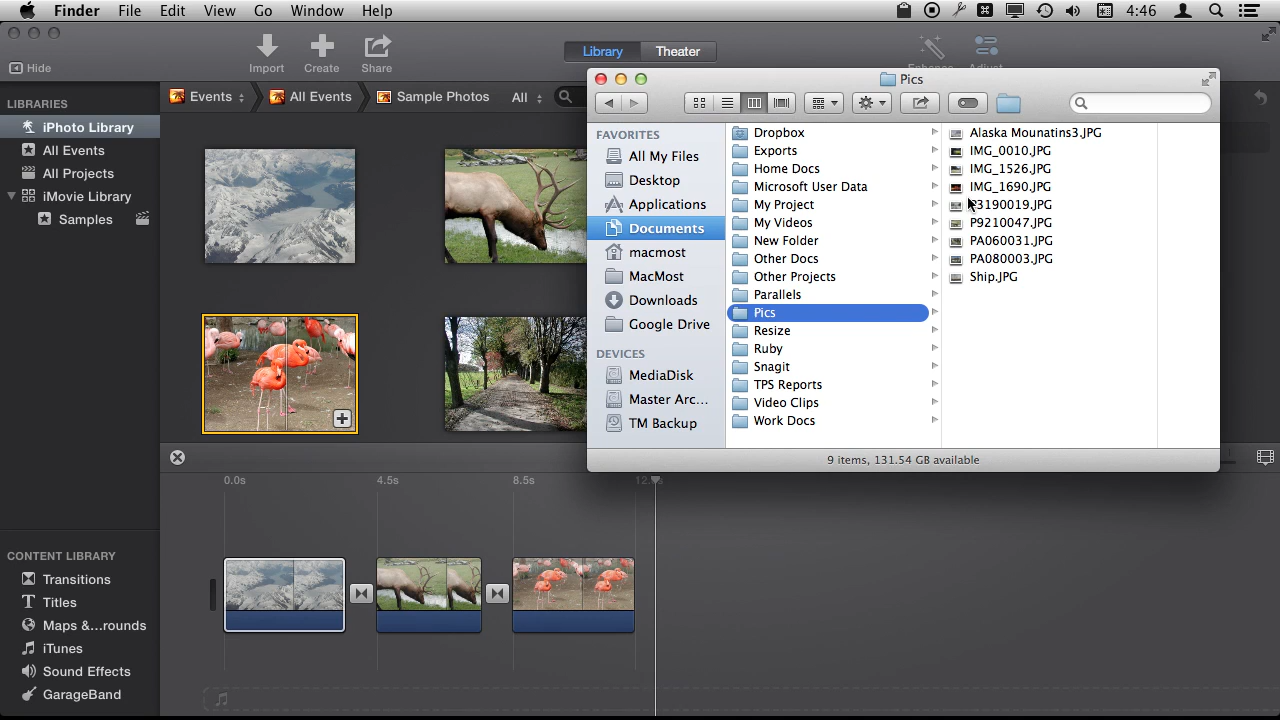 Finder File Edit View Go Window Help 4:46
Hide
Import Create Share
Library Theater
Enhance Adjust
LIBRARIES
iPhoto Library
All Events
All Projects
iMovie Library
Samples
Events All Events Sample Photos All
0.0s 4.5s 8.5s
CONTENT LIBRARY
Transitions
Titles
Maps &...rounds
iTunes
Sound Effects
GarageBand
Pics
FAVORITES
All My Files
Desktop
Applications
Documents
macmost
MacMost
Downloads
Google Drive
DEVICES
MediaDisk
Master Arc...
TM Backup
Dropbox
Exports
Home Docs
Microsoft User Data
My Project
My Videos
New Folder
Other Docs
Other Projects
Parallels
Pics
Resize
Ruby
Snagit
TPS Reports
Video Clips
Work Docs
Alaska Mounatins3.JPG
IMG_0010.JPG
IMG_1526.JPG
IMG_1690.JPG
P3190019.JPG
P9210047.JPG
PA060031.JPG
PA080003.JPG
Ship.JPG
9 items, 131.54 GB available